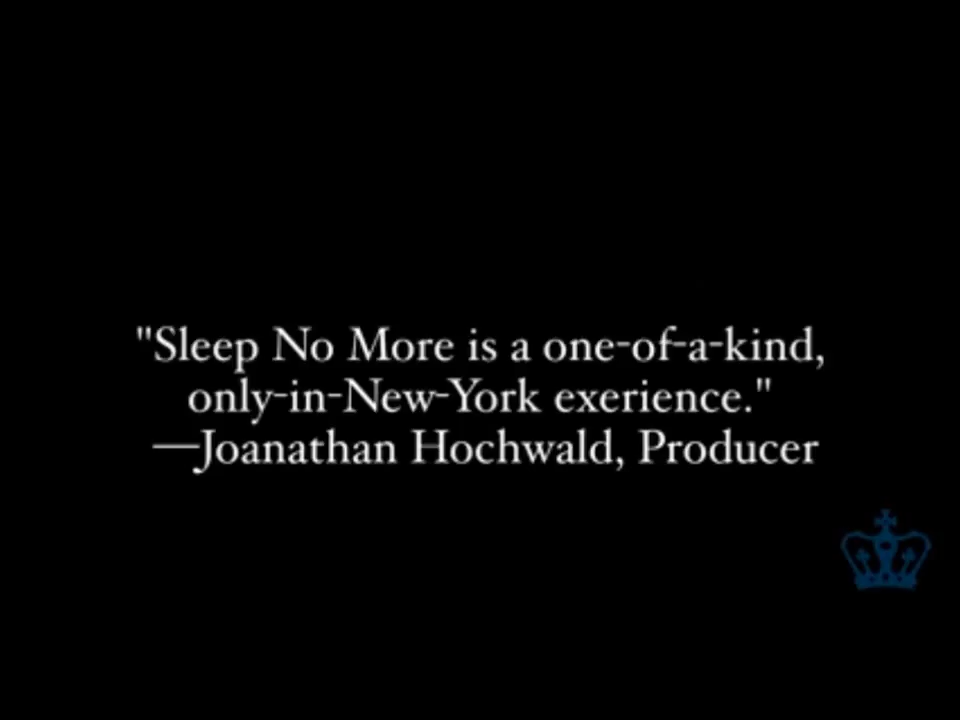 "Sleep No More is a one-of-a-kind,
only-in-New-York exerience."
—Joanathan Hochwald, Producer